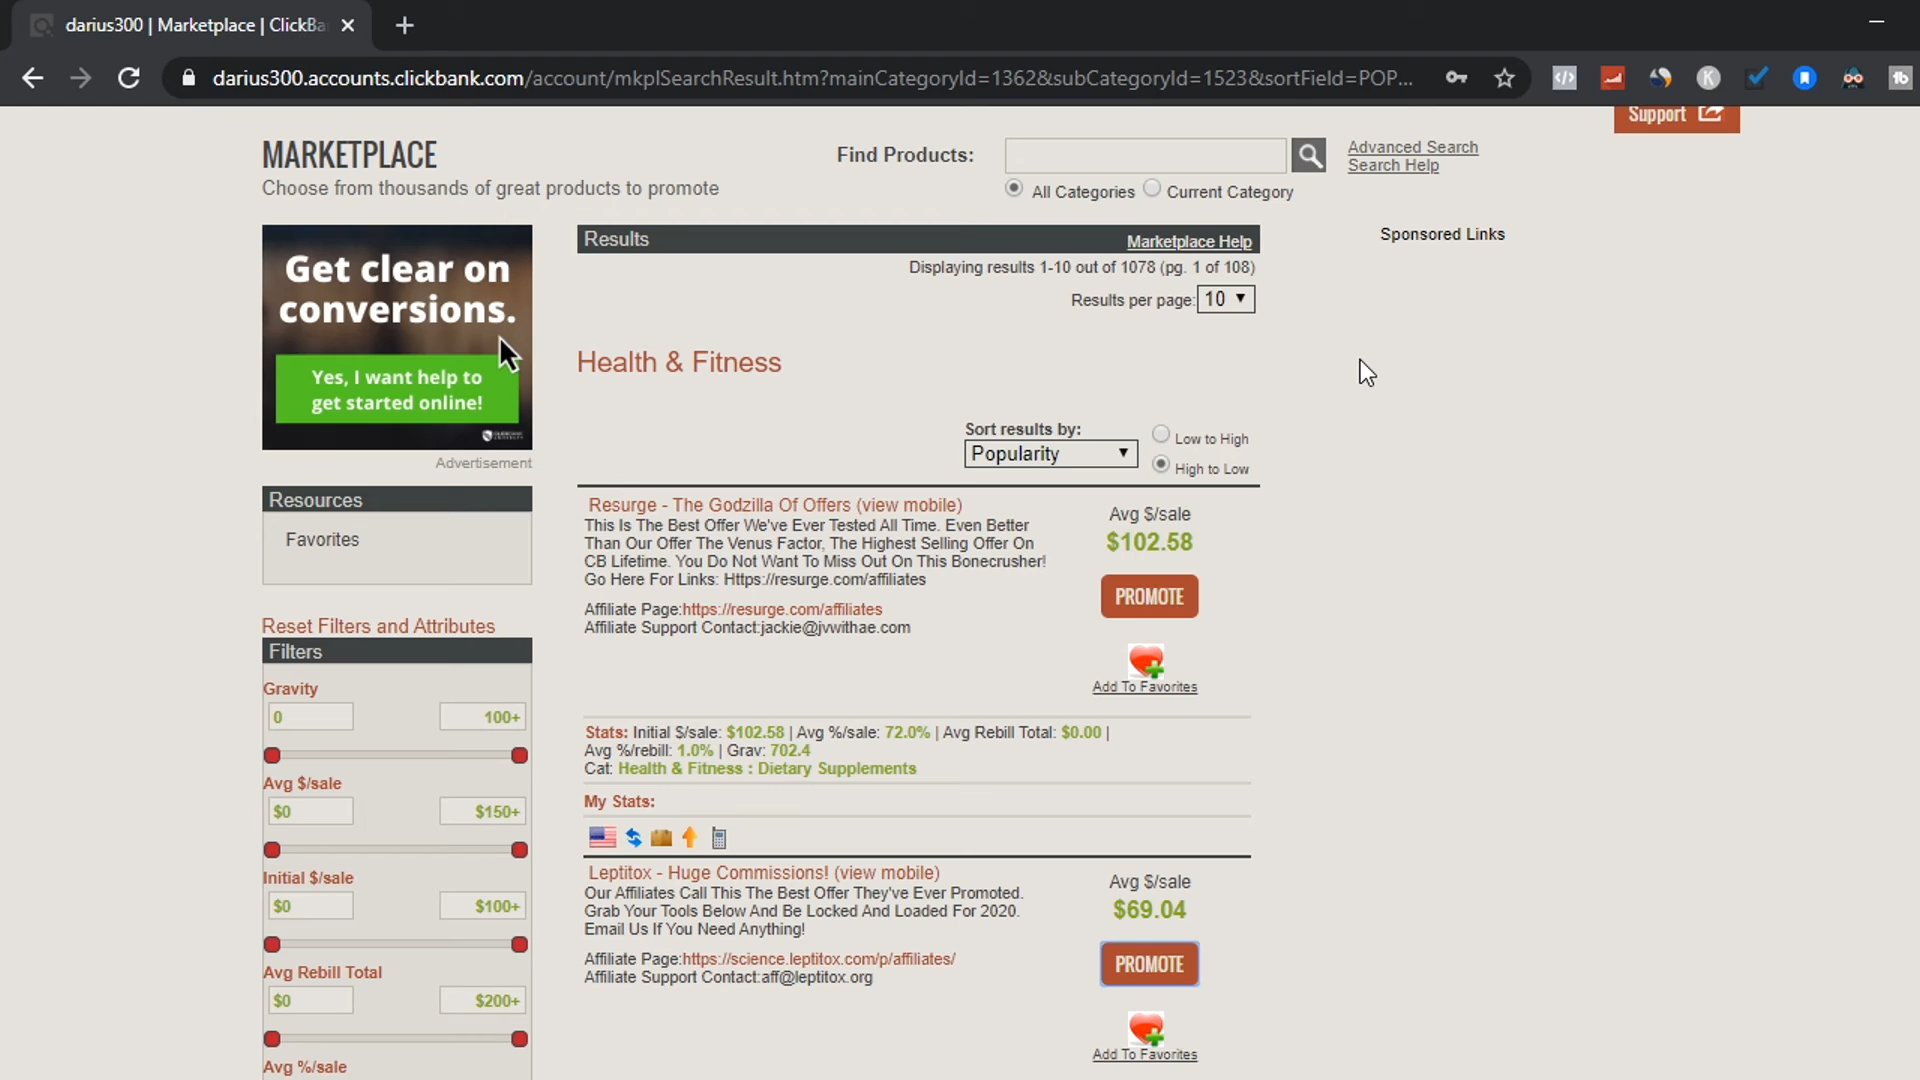 darius300 | Marketplace | ClickBa
darius300.accounts.clickbank.com/account/mkplSearchResult.htm?mainCategoryId=1362&subCategoryId=1523&sortField=POP...
Support
MARKETPLACE
Choose from thousands of great products to promote
Find Products:
Advanced Search
Search Help
All Categories Current Category
Get clear on
conversions.
Yes, I want help to
get started online!
Advertisement
Results
Marketplace Help
Displaying results 1-10 out of 1078 (pg. 1 of 108)
Results per page: 10
Sponsored Links
Health & Fitness
Sort results by:
Popularity
Low to High
High to Low
Resources
Favorites
Reset Filters and Attributes
Filters
Gravity
0 100+
Avg $/sale
$0 $150+
Initial $/sale
$0 $100+
Avg Rebill Total
$0 $200+
Avg %/sale
Resurge - The Godzilla Of Offers (view mobile)
This Is The Best Offer We've Ever Tested All Time. Even Better
Than Our Offer The Venus Factor, The Highest Selling Offer On
CB Lifetime. You Do Not Want To Miss Out On This Bonecrusher!
Go Here For Links: Https://resurge.com/affiliates
Affiliate Page:https://resurge.com/affiliates
Affiliate Support Contact:jackie@jvwithae.com
Avg $/sale
$102.58
PROMOTE
Add To Favorites
Stats: Initial $/sale: $102.58 | Avg %/sale: 72.0% | Avg Rebill Total: $0.00 |
Avg %/rebill: 1.0% | Grav: 702.4
Cat: Health & Fitness : Dietary Supplements
My Stats:
Leptitox - Huge Commissions! (view mobile)
Our Affiliates Call This The Best Offer They've Ever Promoted.
Grab Your Tools Below And Be Locked And Loaded For 2020.
Email Us If You Need Anything!
Affiliate Page:https://science.leptitox.com/p/affiliates/
Affiliate Support Contact:aff@leptitox.org
Avg $/sale
$69.04
PROMOTE
Add To Favorites